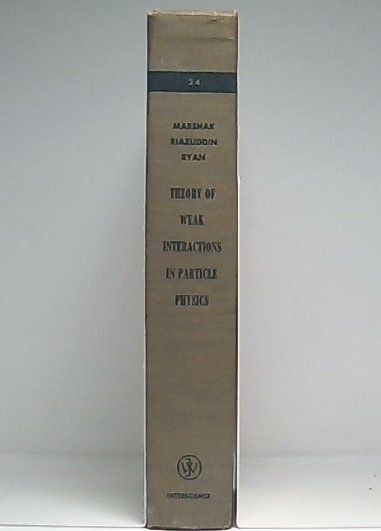 24
MARSHAK
RIAZUDDIN
RYAN
THEORY OF
WEAK
INTERACTIONS
IN PARTICLE
PHYSICS
INTERSCIENCE